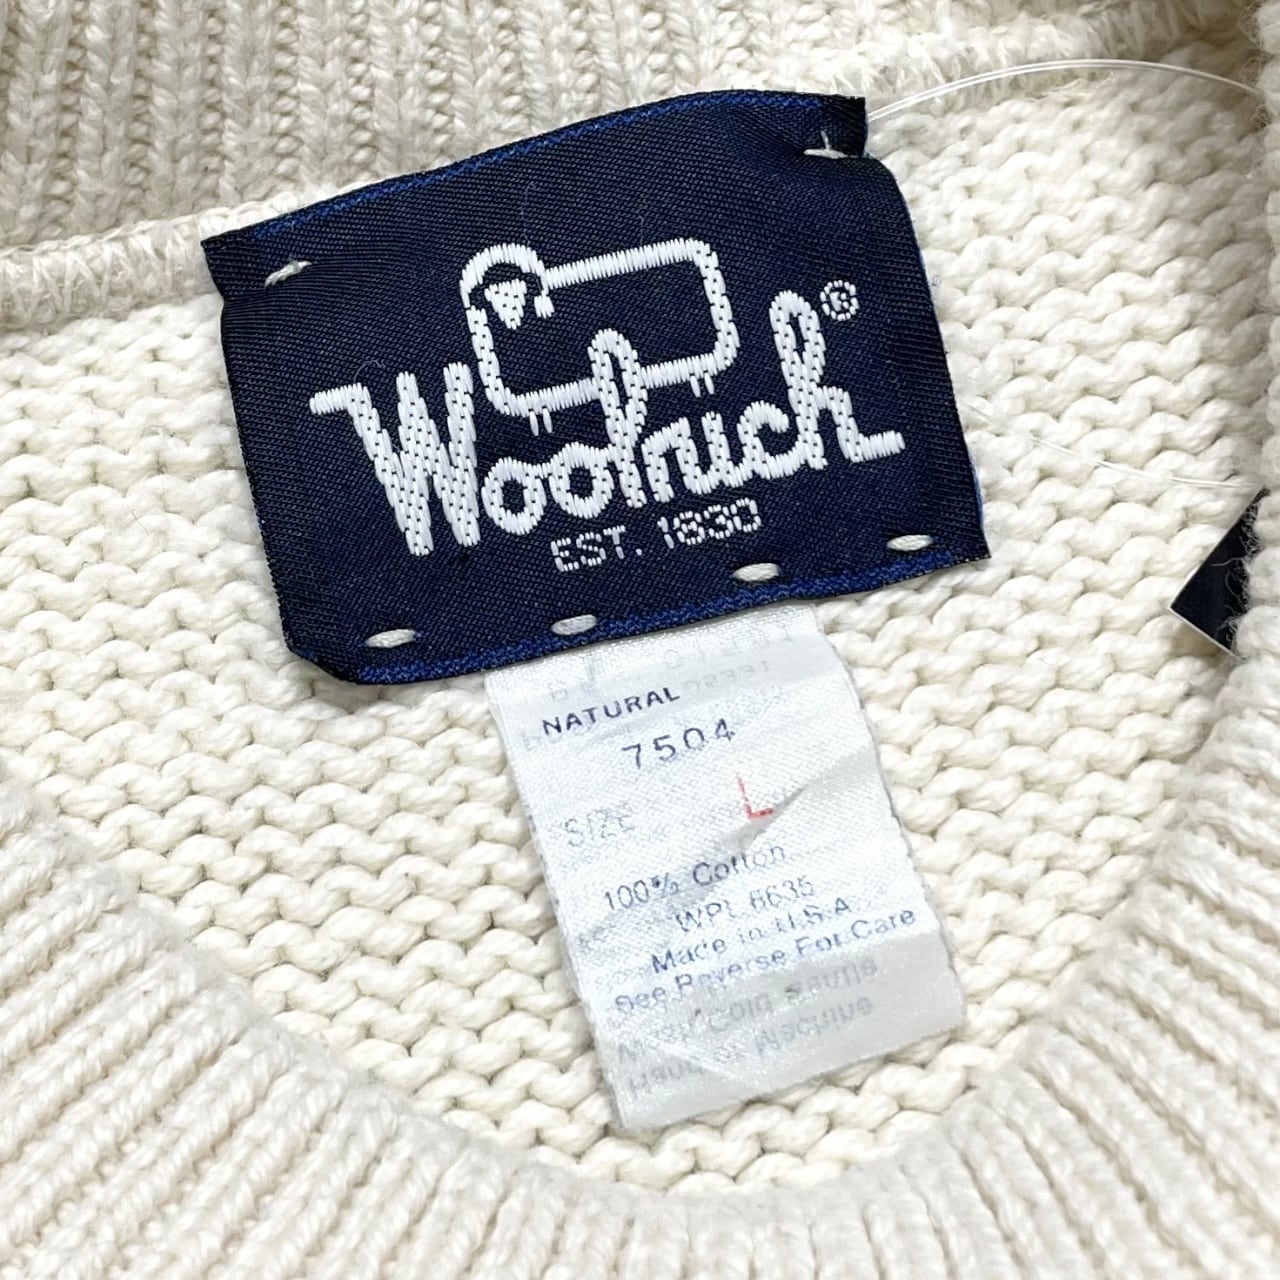 Woolrich®
EST. 1830
NATURAL
7504
SIZE L
100% Cotton
WPL 6635
Made in U.S.A
See Reverse For Care